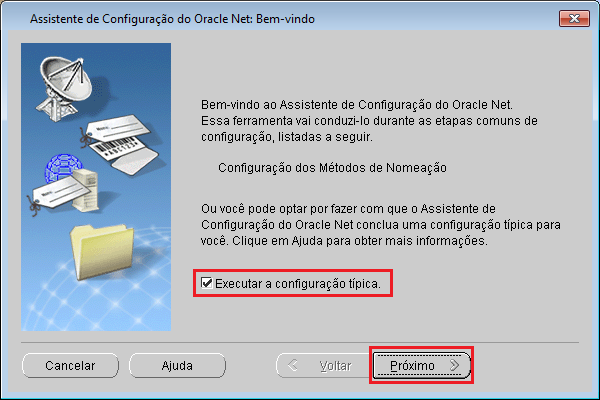 Assistente de Configuração do Oracle Net: Bem-vindo
Bem-vindo ao Assistente de Configuração do Oracle Net.
Essa ferramenta vai conduzi-lo durante as etapas comuns de
configuração, listadas a seguir.
Configuração dos Métodos de Nomeação
Ou você pode optar por fazer com que o Assistente de
Configuração do Oracle Net conclua uma configuração típica para
você. Clique em Ajuda para obter mais informações.
Executar a configuração típica.
Cancelar
Ajuda
Voltar
Próximo